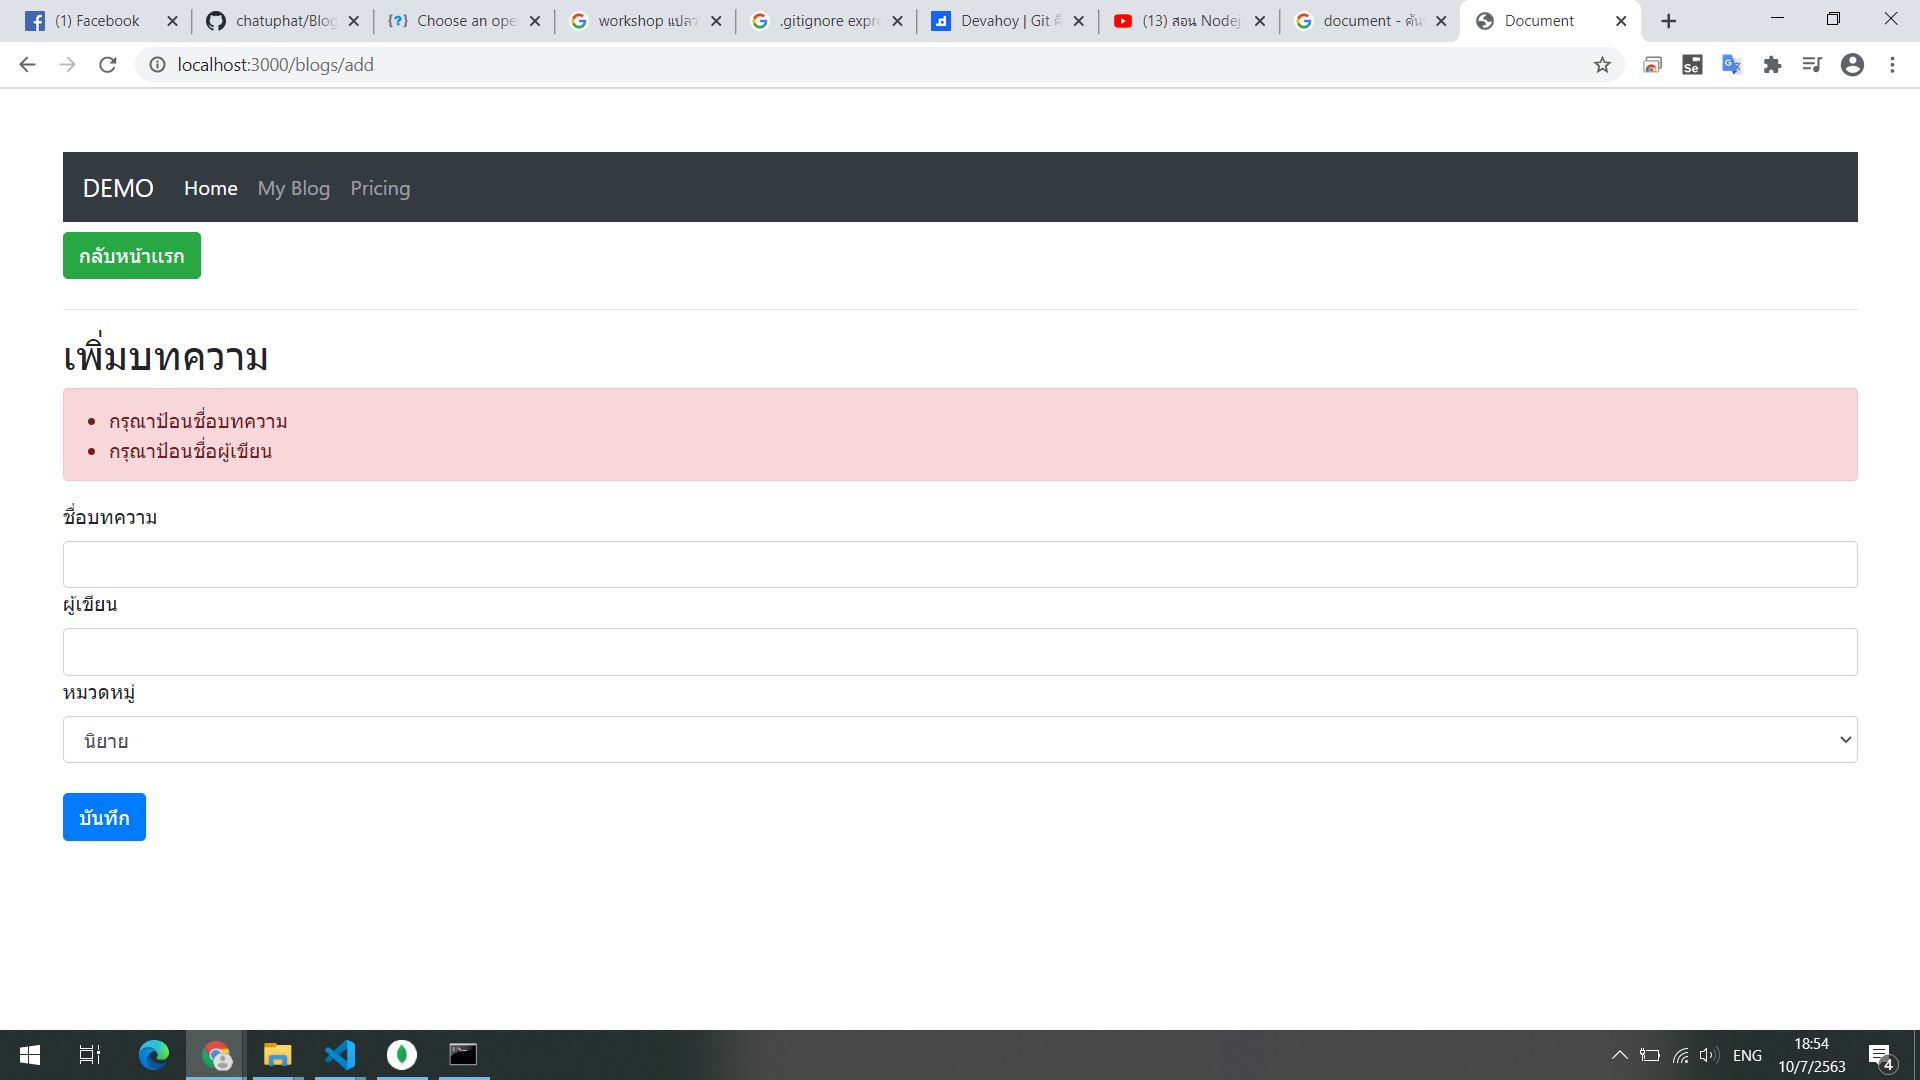 (1) Facebook
chatuphat/Blog
Choose an ope
workshop แปลว
.gitignore expre
Devahoy | Git
(13) สอน Nodej
document - ค้น
Document
localhost:3000/blogs/add
DEMO Home My Blog Pricing
กลับหน้าแรก
เพิ่มบทความ
กรุณาป้อนชื่อบทความ
กรุณาป้อนชื่อผู้เขียน
ชื่อบทความ
ผู้เขียน
หมวดหมู่
นิยาย
บันทึก
ENG
18:54
10/7/2563
4